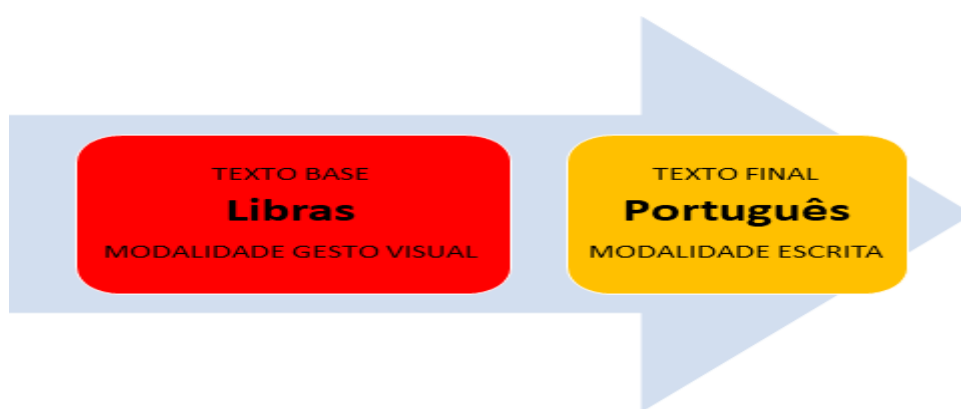 TEXTO BASE
Libras
MODALIDADE GESTO VISUAL
TEXTO FINAL
Português
MODALIDADE ESCRITA